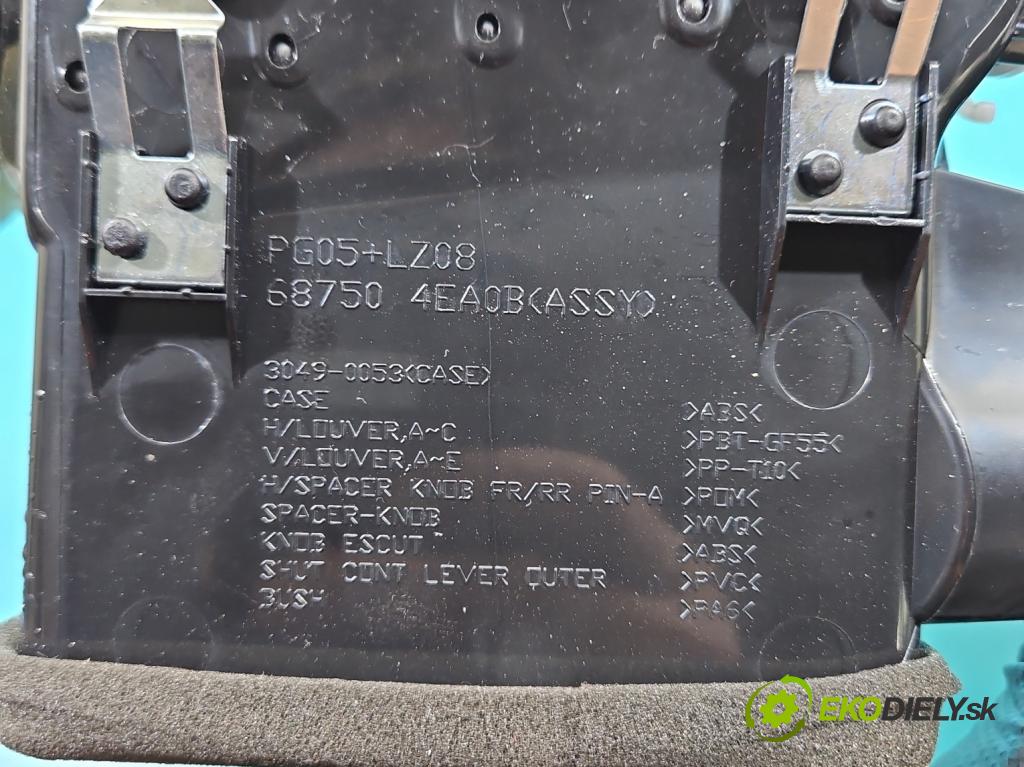 PG05+LZ08
68750 4EA0B<ASSY>
3049-0053<CASE>
CASE >ABS<
H/LOUVER,A~C >PBT-GF55<
V/LOUVER,A~E >PP-T10<
H/SPACER KNOB FR/RR PIN-A >POM<
SPACER-KNOB >MVQ<
KNOB ESCUT >ABS<
SHUT CONT LEVER OUTER >PVC<
BUSH >PA6<
EKODIELY.sk